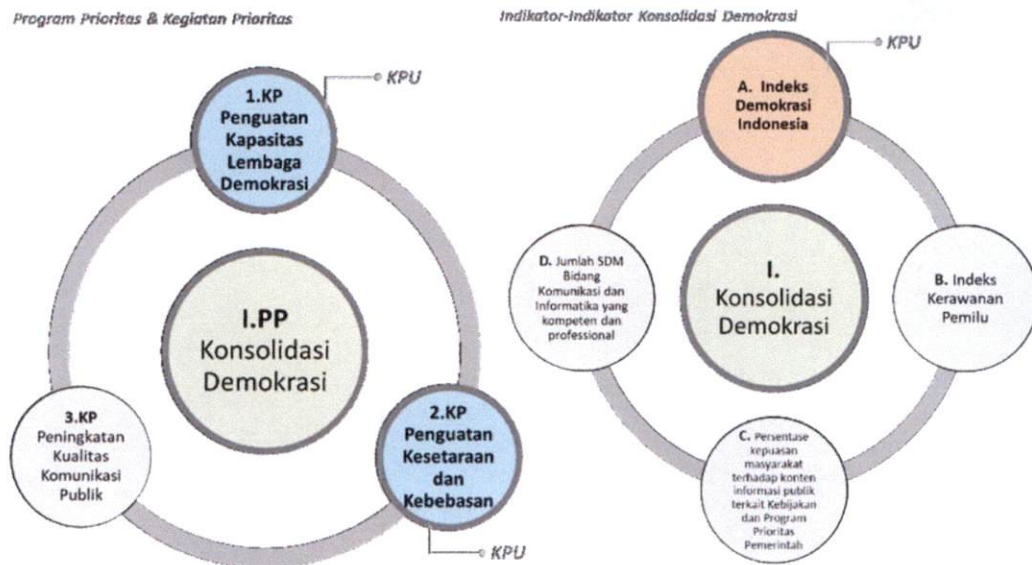 Program Prioritas & Kegiatan Prioritas
KPU
1.KP
Penguatan
Kapasitas
Lembaga
Demokrasi
I.PP
Konsolidasi
Demokrasi
3.KP
Peningkatan
Kualitas
Komunikasi
Publik
2.KP
Penguatan
Kesetaraan
dan
Kebebasan
KPU
Indikator-Indikator Konsolidasi Demokrasi
KPU
A. Indeks
Demokrasi
Indonesia
D. Jumlah SDM
Bidang
Komunikasi dan
Informatika yang
kompeten dan
professional
I.
Konsolidasi
Demokrasi
B. Indeks
Kerawanan
Pemilu
C. Persentase
kepuasan
masyarakat
terhadap konten
informasi publik
terkait Kebijakan
dan Program
Prioritas
Pemerintah